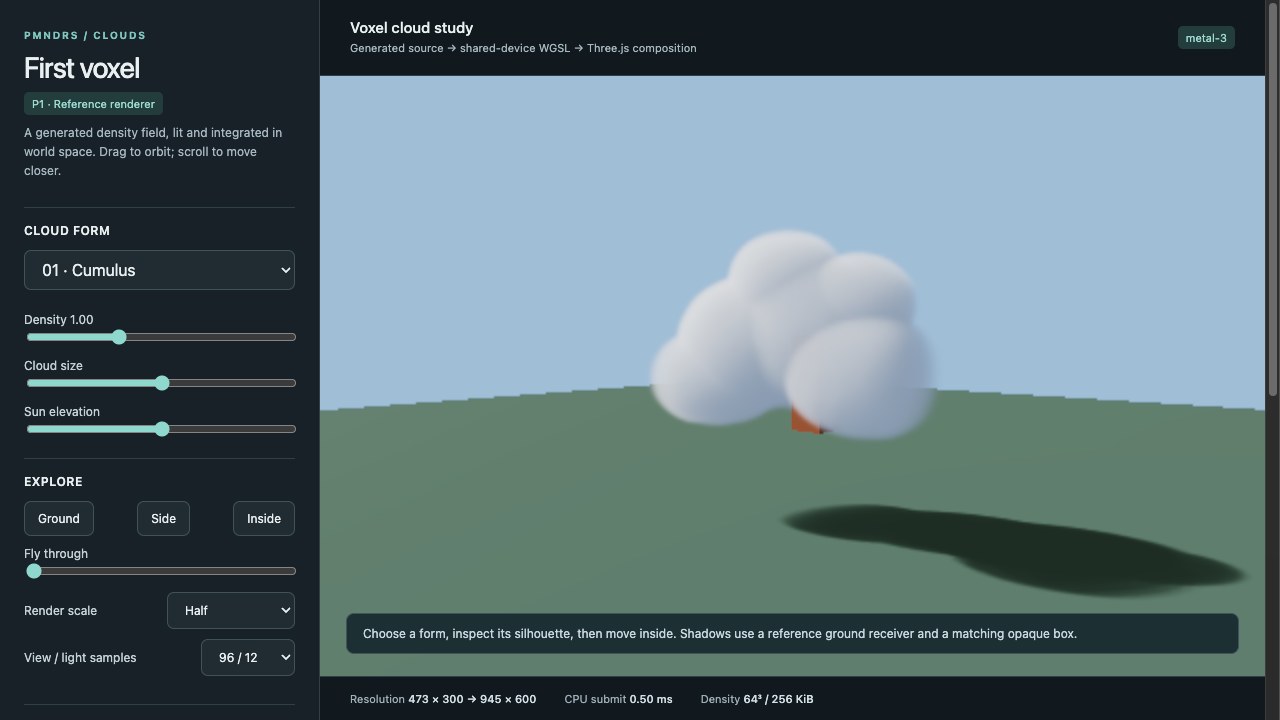 PMNDRS / CLOUDS
First voxel
P1 · Reference renderer
A generated density field, lit and integrated in
world space. Drag to orbit; scroll to move
closer.
CLOUD FORM
01 · Cumulus
Density 1.00
Cloud size
Sun elevation
EXPLORE
Ground
Side
Inside
Fly through
Render scale
Half
View / light samples
96 / 12
Voxel cloud study
Generated source → shared-device WGSL → Three.js composition
metal-3
Choose a form, inspect its silhouette, then move inside. Shadows use a reference ground receiver and a matching opaque box.
Resolution 473 × 300 → 945 × 600
CPU submit 0.50 ms
Density 64³ / 256 KiB